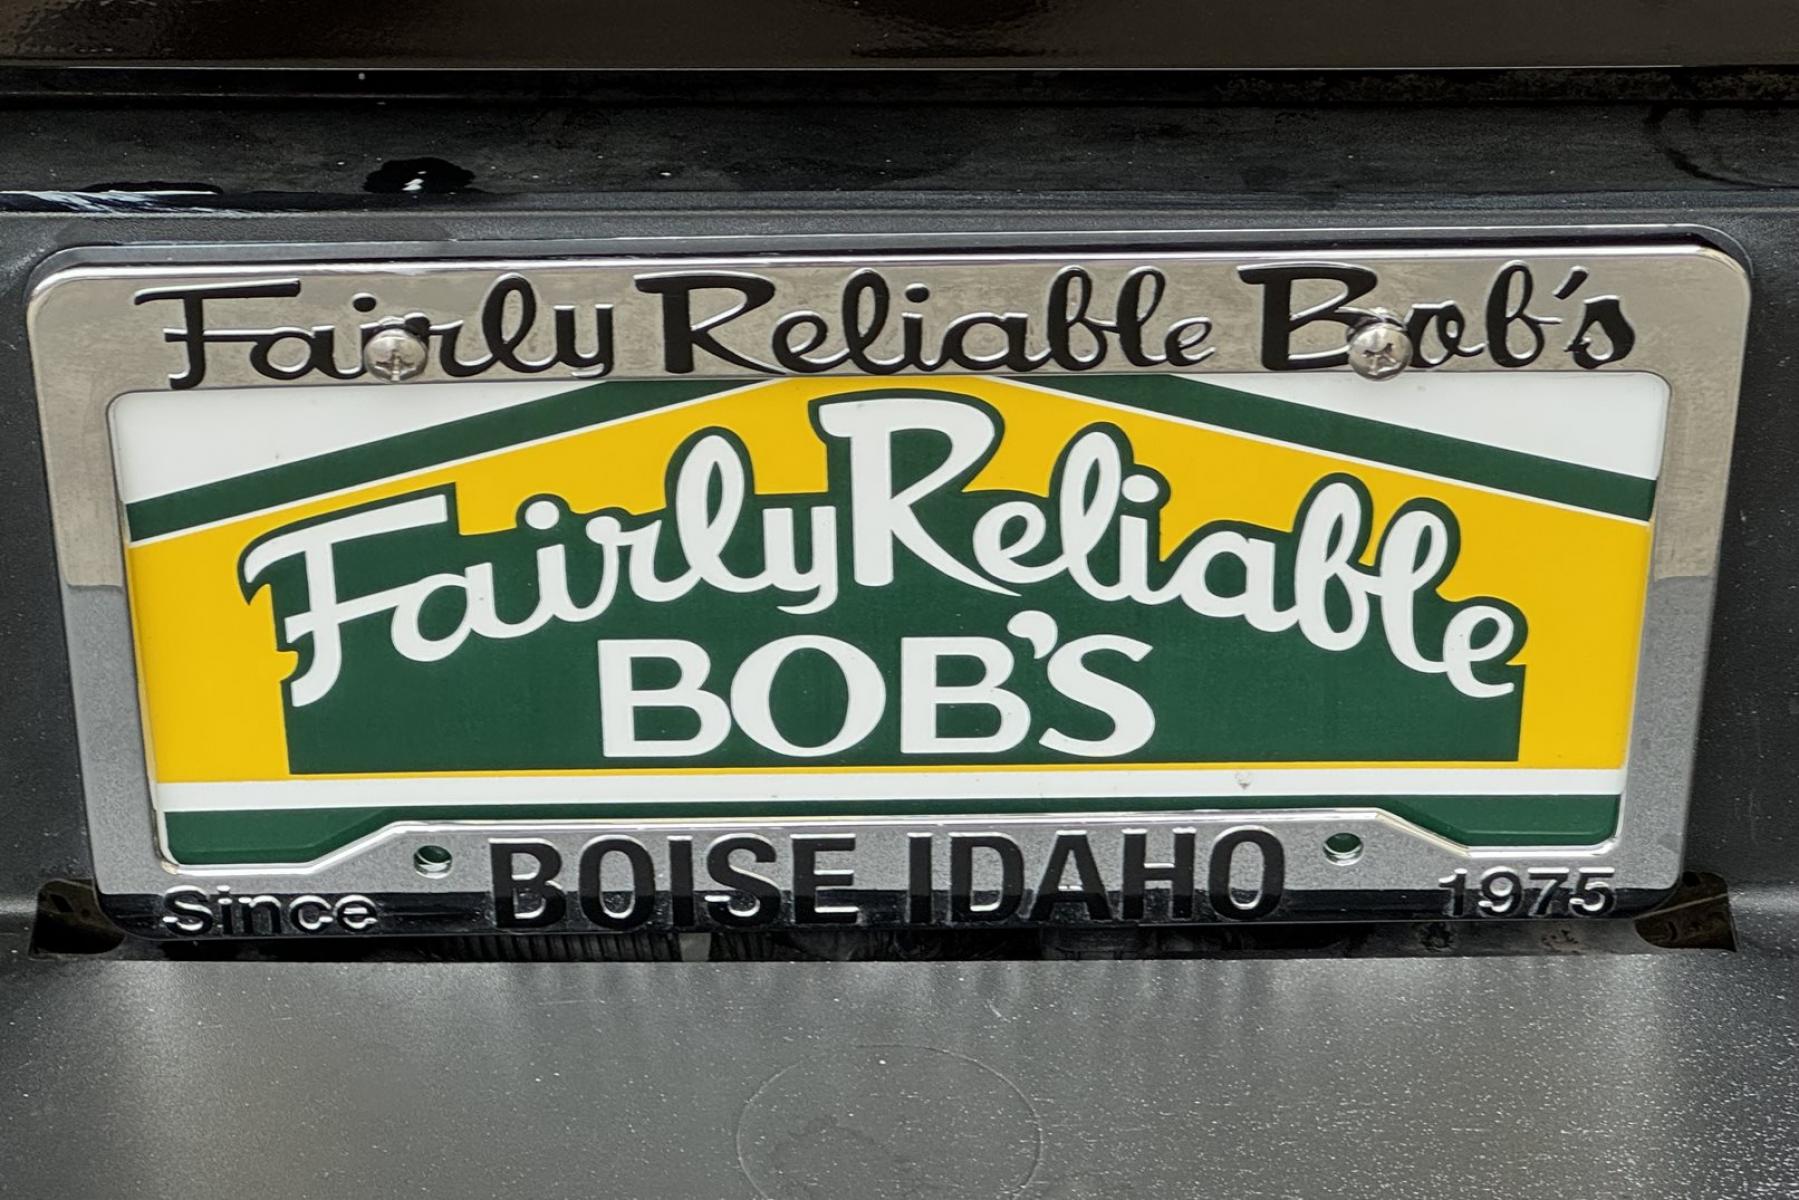 Fairly Reliable Bob's
Fairly Reliable
BOB'S
BOISE IDAHO
Since 1975